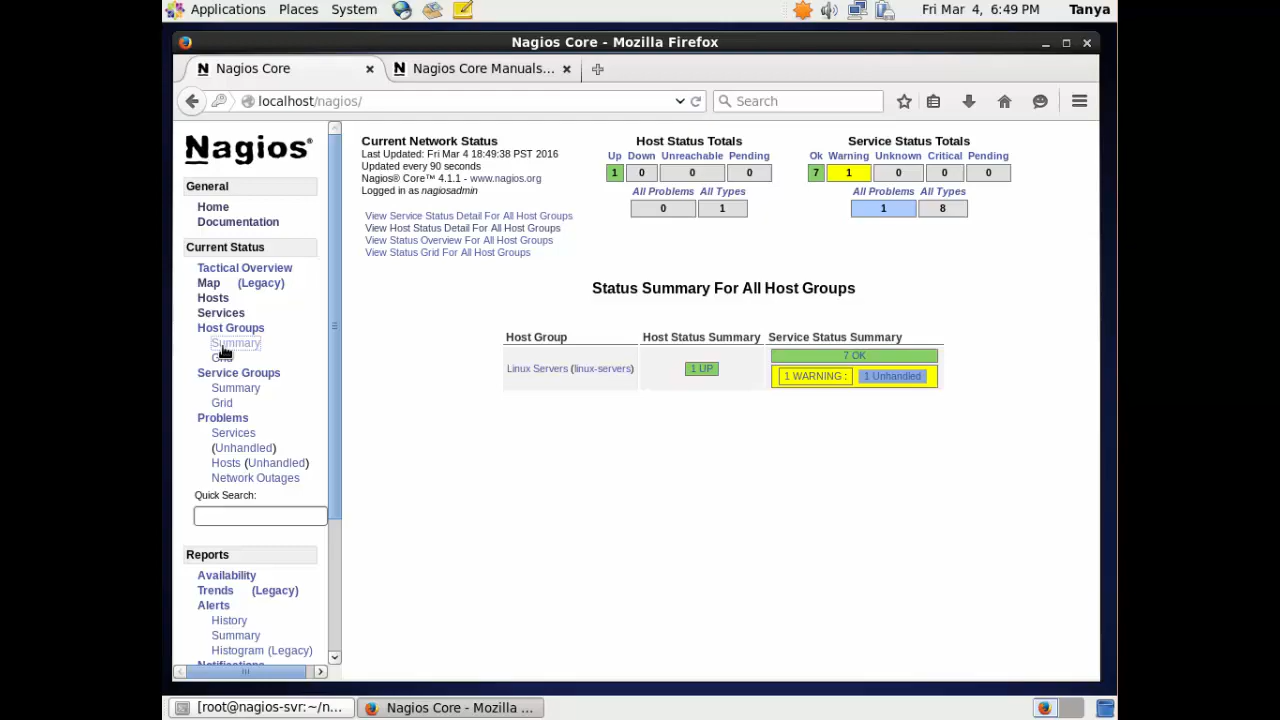 Applications Places System
Fri Mar 4, 6:49 PM Tanya
Nagios Core - Mozilla Firefox
Nagios Core
Nagios Core Manuals...
localhost/nagios/
Search
Nagios®
General
Home
Documentation
Current Status
Tactical Overview
Map (Legacy)
Hosts
Services
Host Groups
Summary
Service Groups
Summary
Grid
Problems
Services
(Unhandled)
Hosts (Unhandled)
Network Outages
Quick Search:
Reports
Availability
Trends (Legacy)
Alerts
History
Summary
Histogram (Legacy)
Notifications
Current Network Status
Last Updated: Fri Mar 4 18:49:38 PST 2016
Updated every 90 seconds
Nagios® Core™ 4.1.1 - www.nagios.org
Logged in as nagiosadmin
View Service Status Detail For All Host Groups
View Host Status Detail For All Host Groups
View Status Overview For All Host Groups
View Status Grid For All Host Groups
Host Status Totals
Up Down Unreachable Pending
1 0 0 0
All Problems All Types
0 1
Service Status Totals
Ok Warning Unknown Critical Pending
7 1 0 0 0
All Problems All Types
1 8
Status Summary For All Host Groups
Host Group Host Status Summary Service Status Summary
Linux Servers (linux-servers) 1 UP
7 OK
1 WARNING : 1 Unhandled
[root@nagios-svr:~/n...
Nagios Core - Mozilla ...